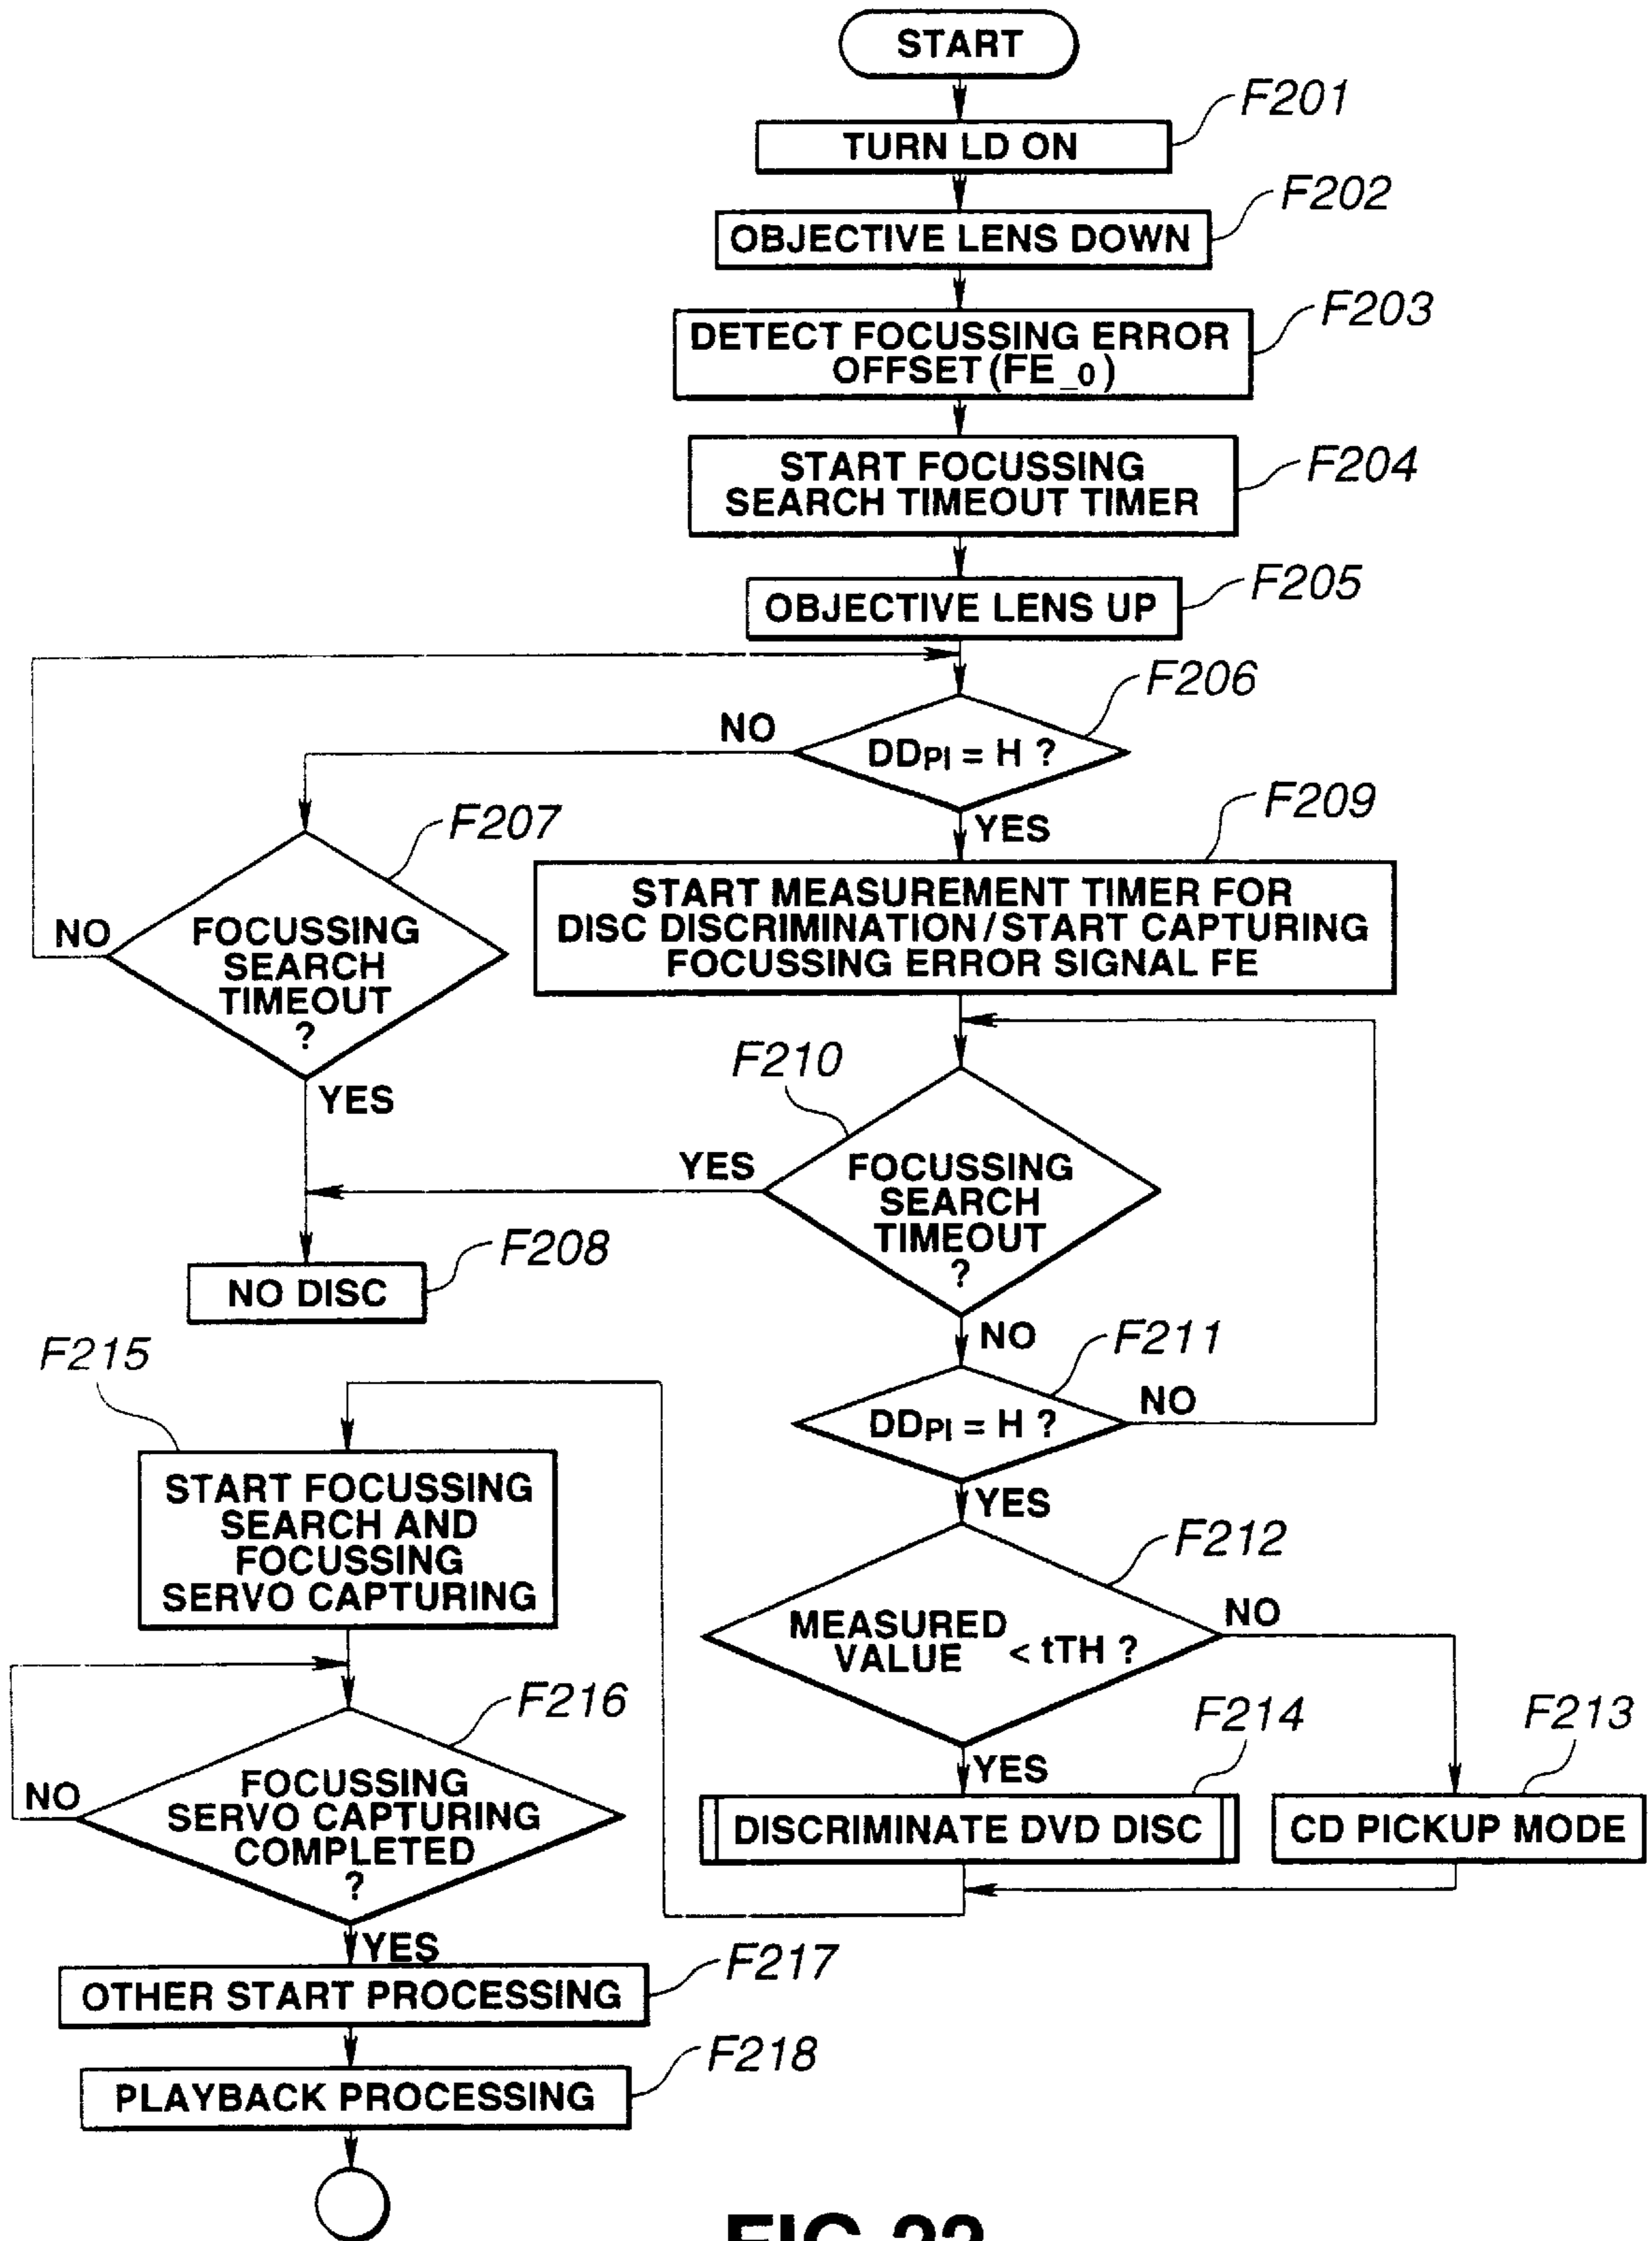 START
F201
TURN LD ON
F202
OBJECTIVE LENS DOWN
F203
DETECT FOCUSSING ERROR
OFFSET (FE_0)
F204
START FOCUSSING
SEARCH TIMEOUT TIMER
F205
OBJECTIVE LENS UP
F206
NO
DDPI = H ?
YES
F207
NO
FOCUSSING
SEARCH
TIMEOUT
?
YES
F209
START MEASUREMENT TIMER FOR
DISC DISCRIMINATION/START CAPTURING
FOCUSSING ERROR SIGNAL FE
F210
YES
FOCUSSING
SEARCH
TIMEOUT
?
NO
F208
NO DISC
F211
DDPI = H ?
NO
YES
F212
MEASURED
VALUE < tTH ?
NO
YES
F214
DISCRIMINATE DVD DISC
F213
CD PICKUP MODE
F215
START FOCUSSING
SEARCH AND
FOCUSSING
SERVO CAPTURING
F216
NO
FOCUSSING
SERVO CAPTURING
COMPLETED
?
YES
F217
OTHER START PROCESSING
F218
PLAYBACK PROCESSING